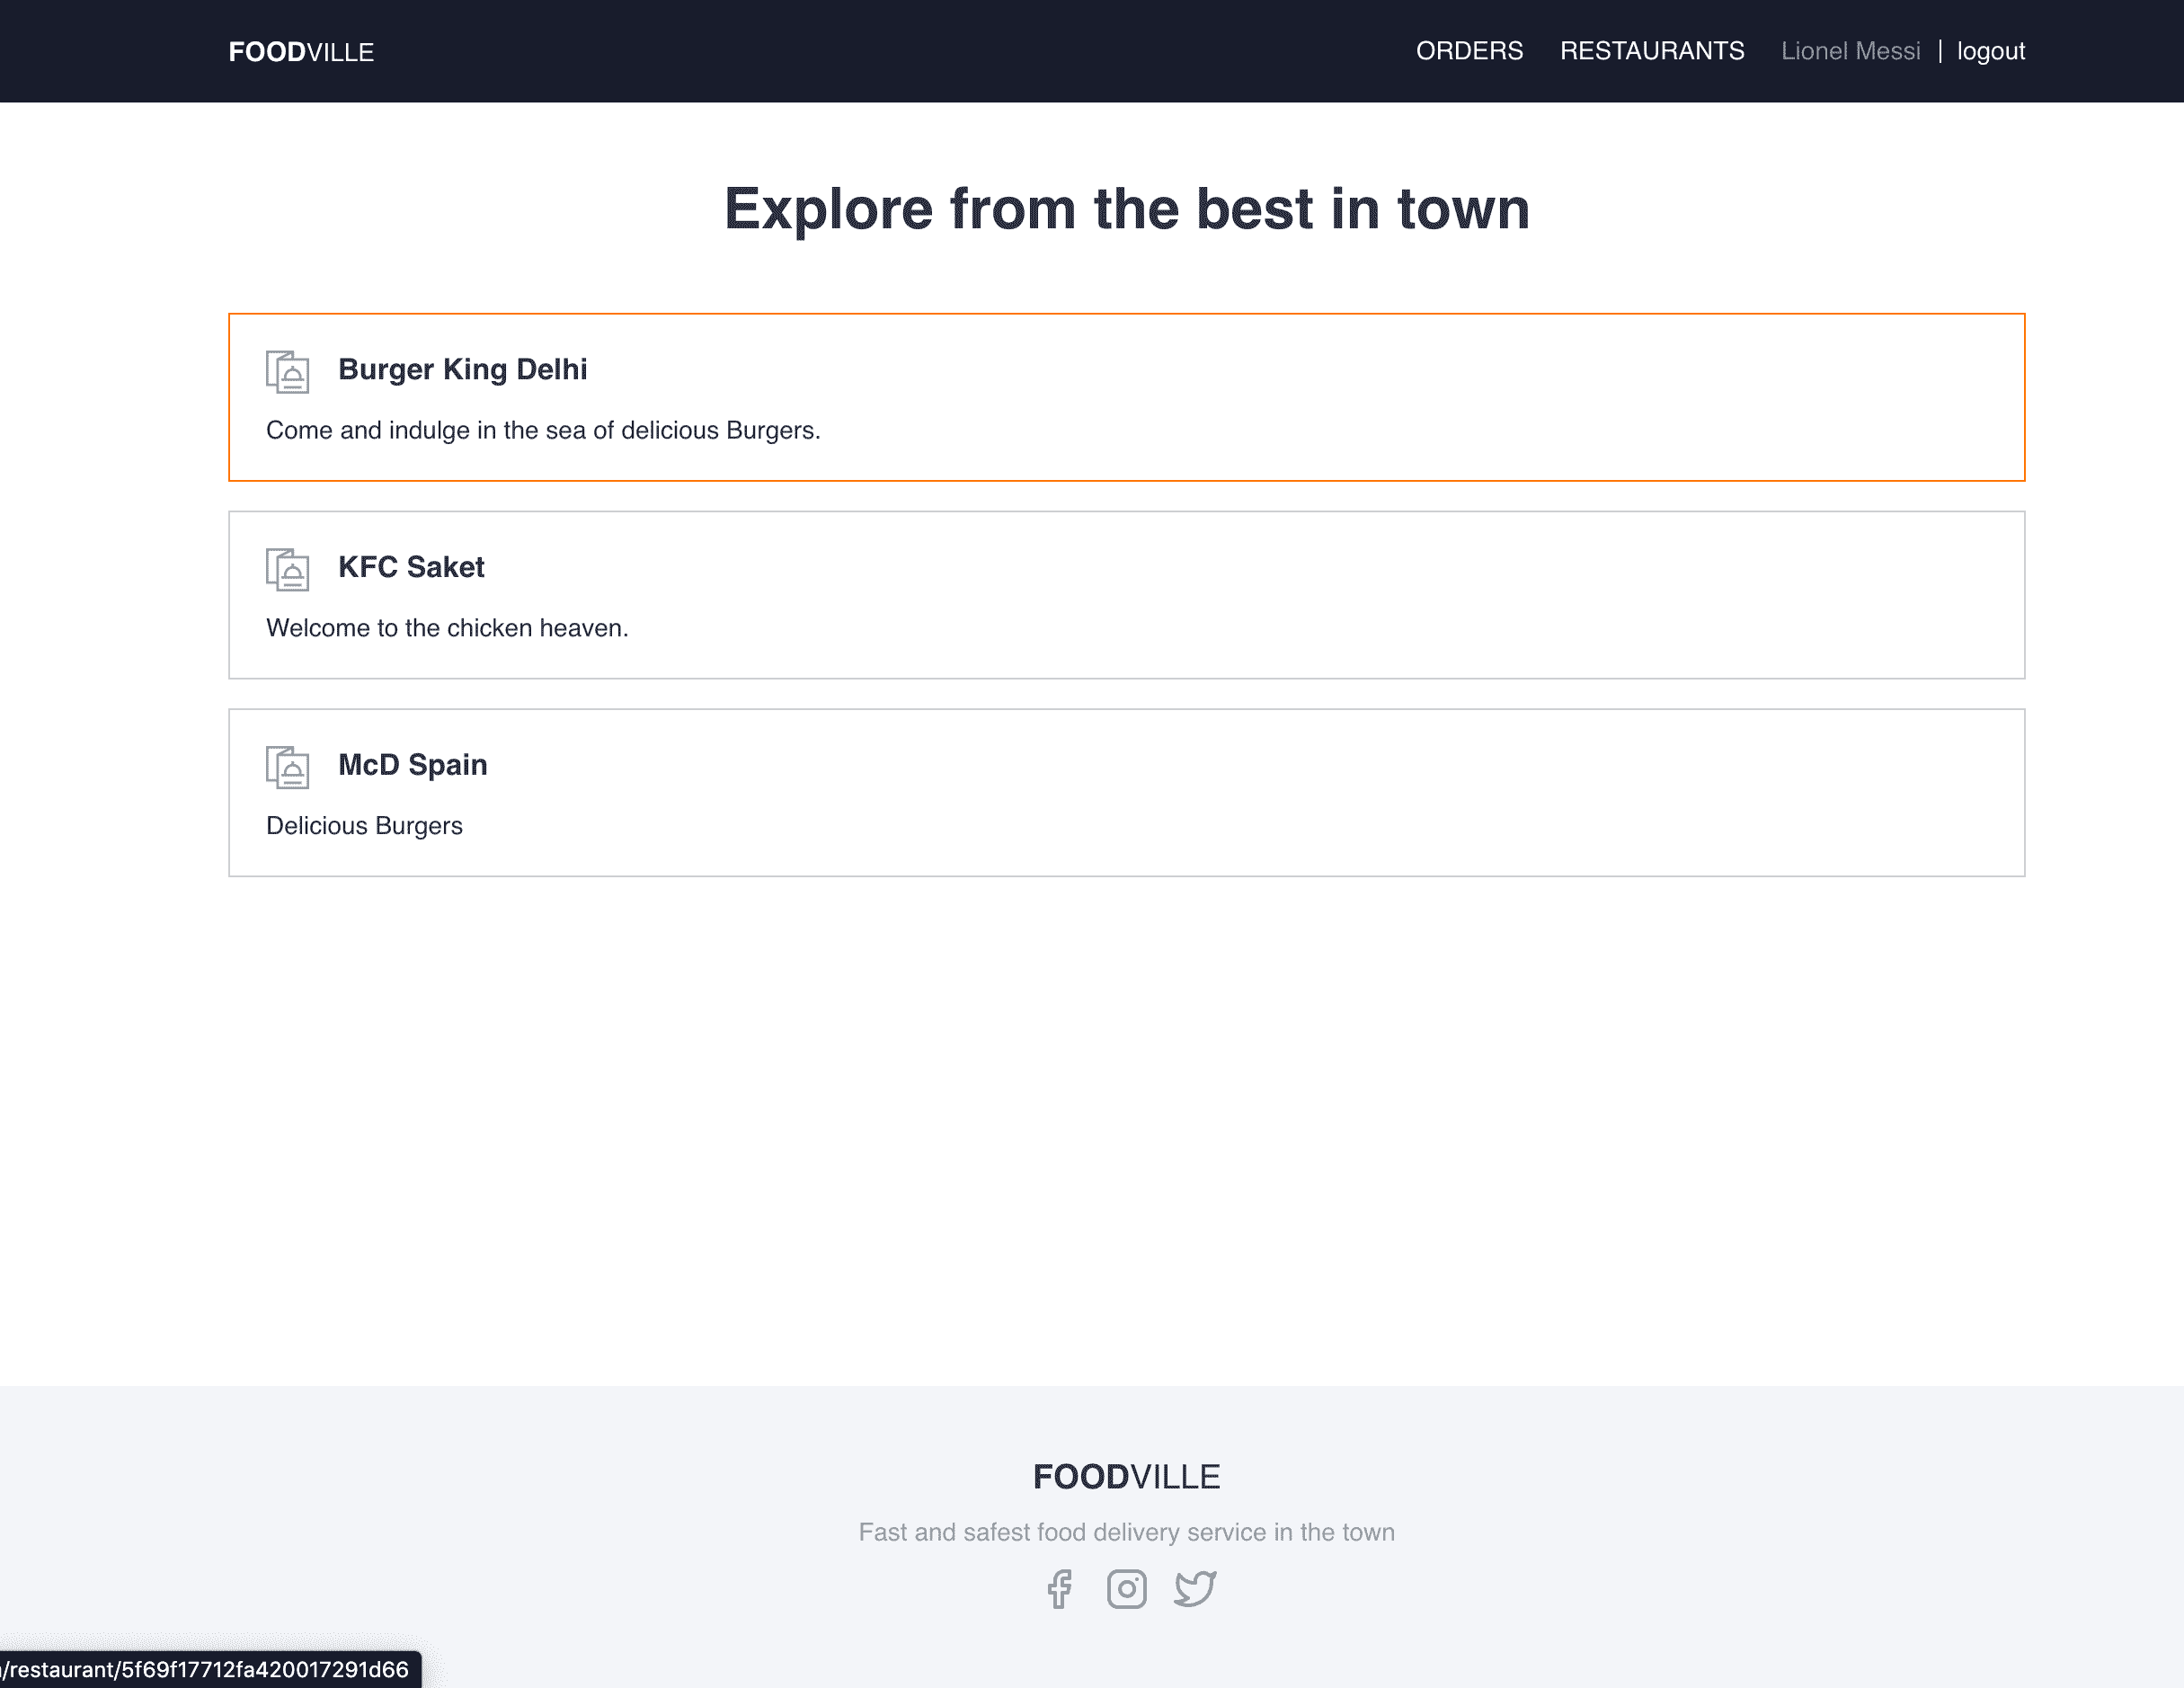 FOODVILLE
ORDERS RESTAURANTS Lionel Messi | logout
Explore from the best in town
Burger King Delhi
Come and indulge in the sea of delicious Burgers.
KFC Saket
Welcome to the chicken heaven.
McD Spain
Delicious Burgers
FOODVILLE
Fast and safest food delivery service in the town
/restaurant/5f69f17712fa420017291d66